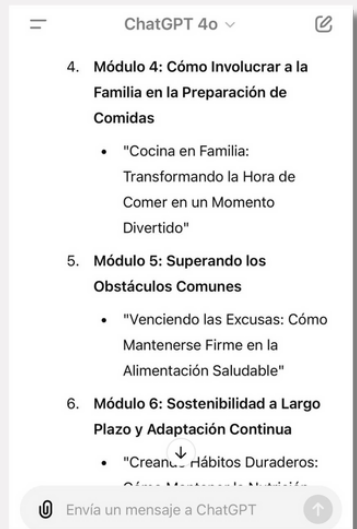 ChatGPT 4o
4. Módulo 4: Cómo Involucrar a la
Familia en la Preparación de
Comidas
• "Cocina en Familia:
Transformando la Hora de
Comer en un Momento
Divertido"
5. Módulo 5: Superando los
Obstáculos Comunes
• "Venciendo las Excusas: Cómo
Mantenerse Firme en la
Alimentación Saludable"
6. Módulo 6: Sostenibilidad a Largo
Plazo y Adaptación Continua
• Hábitos Duraderos:
Envía un mensaje a ChatGPT